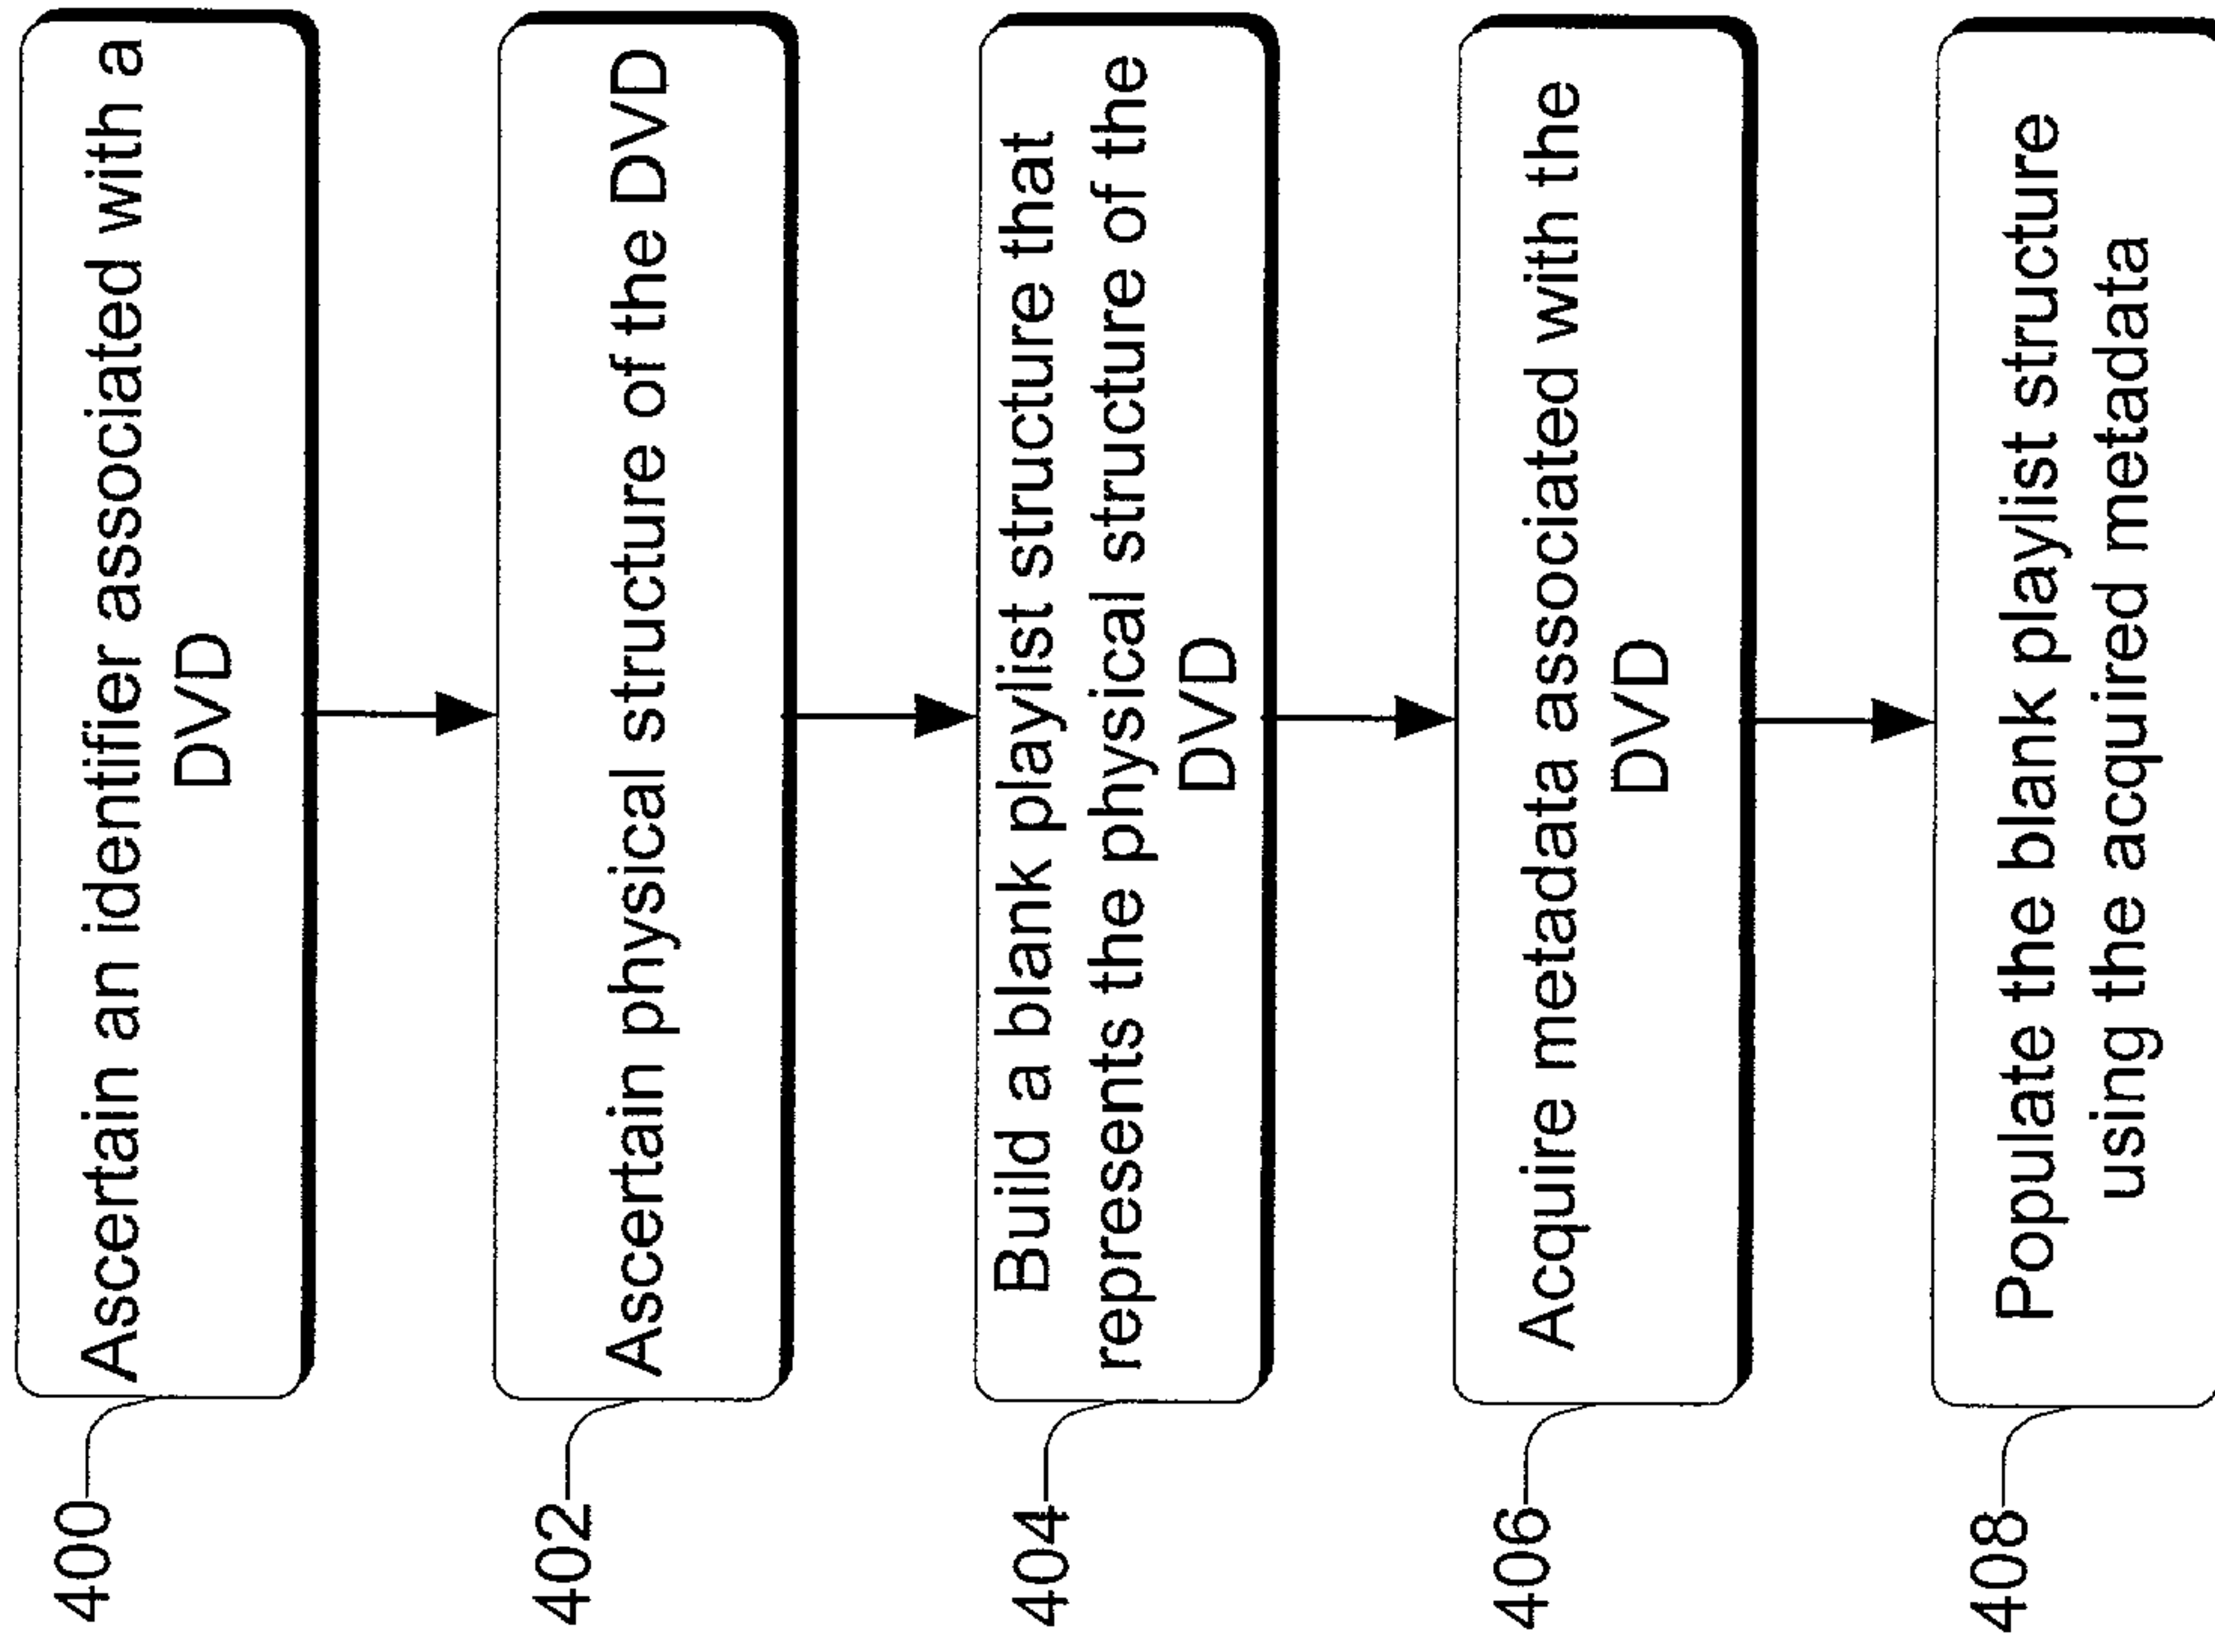 400
Ascertain an identifier associated with a
DVD
402
Ascertain physical structure of the DVD
404
Build a blank playlist structure that
represents the physical structure of the
DVD
406
Acquire metadata associated with the
DVD
408
Populate the blank playlist structure
using the acquired metadata